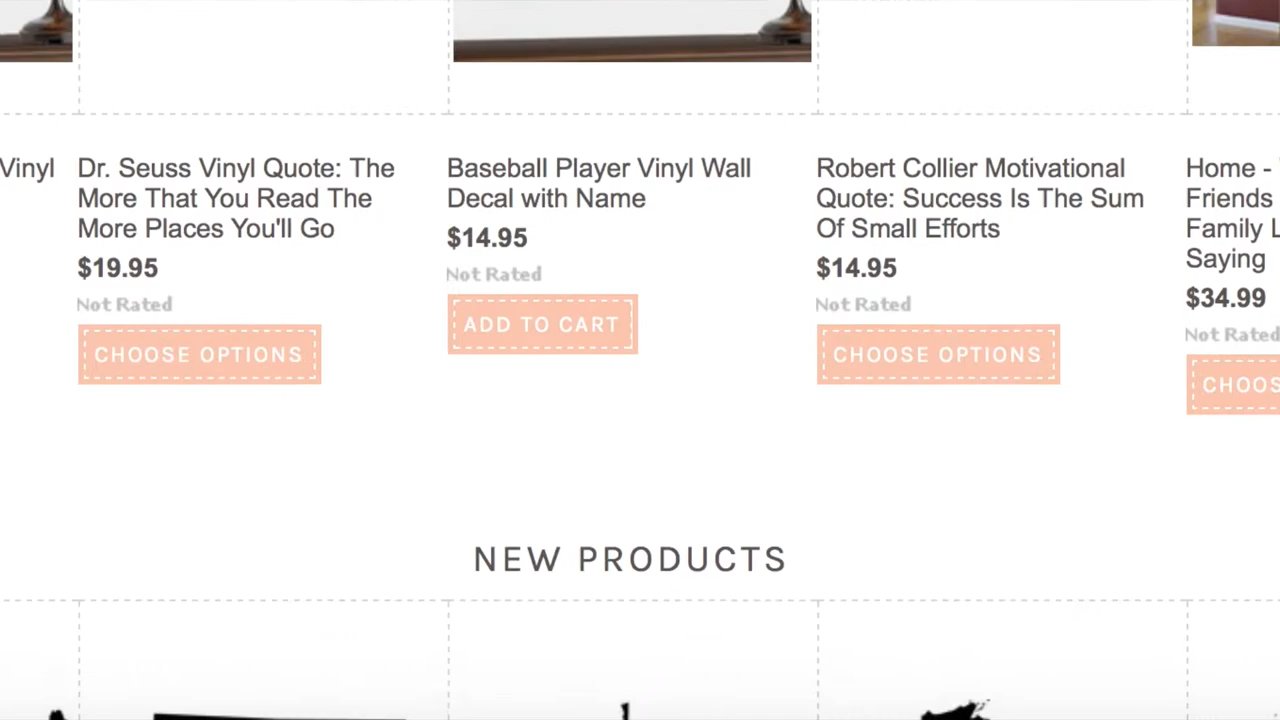 Vinyl
Dr. Seuss Vinyl Quote: The
More That You Read The
More Places You'll Go
$19.95
Not Rated
CHOOSE OPTIONS
Baseball Player Vinyl Wall
Decal with Name
$14.95
Not Rated
ADD TO CART
Robert Collier Motivational
Quote: Success Is The Sum
Of Small Efforts
$14.95
Not Rated
CHOOSE OPTIONS
Home -
Friends
Family
Saying
$34.99
Not Rated
NEW PRODUCTS